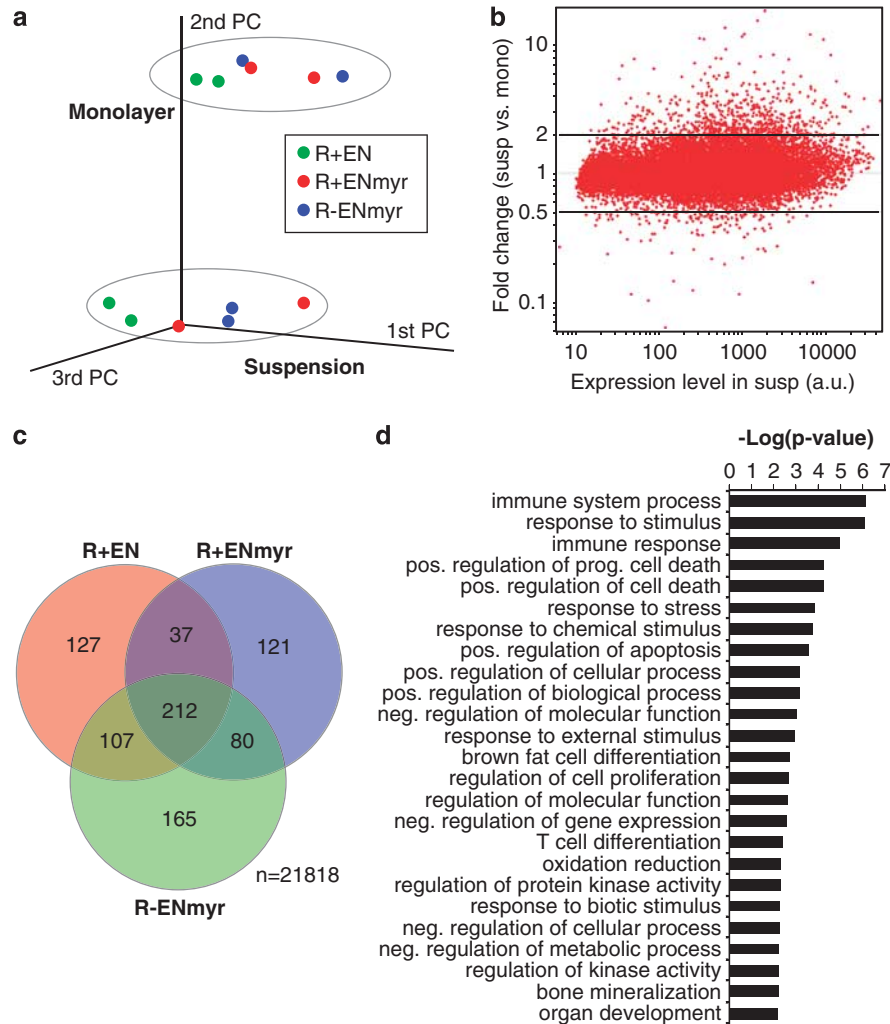 a
2nd PC
Monolayer
R+EN
R+ENmyr
R-ENmyr
1st PC
Suspension
3rd PC
b
Fold change (susp vs. mono)
10
2
1
0.5
0.1
10 100 1000 10000
Expression level in susp (a.u.)
c
R+EN R+ENmyr
127 37 121
212
107 80
165
n=21818
R-ENmyr
d
-Log(p-value)
0 1 2 3 4 5 6 7
immune system process
response to stimulus
immune response
pos. regulation of prog. cell death
pos. regulation of cell death
response to stress
response to chemical stimulus
pos. regulation of apoptosis
pos. regulation of cellular process
pos. regulation of biological process
neg. regulation of molecular function
response to external stimulus
brown fat cell differentiation
regulation of cell proliferation
regulation of molecular function
neg. regulation of gene expression
T cell differentiation
oxidation reduction
regulation of protein kinase activity
response to biotic stimulus
neg. regulation of cellular process
neg. regulation of metabolic process
regulation of kinase activity
bone mineralization
organ development